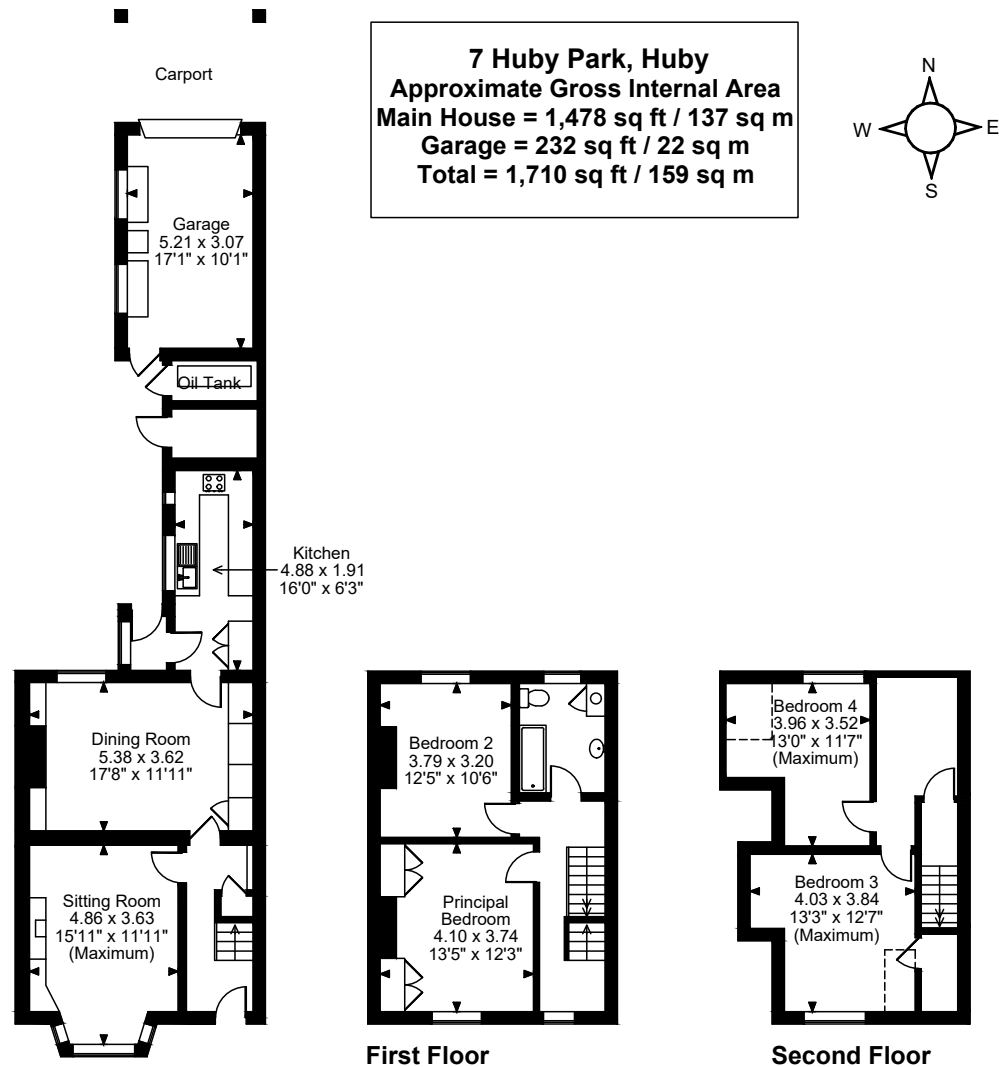 Carport
7 Huby Park, Huby
Approximate Gross Internal Area
Main House = 1,478 sq ft / 137 sq m
Garage = 232 sq ft / 22 sq m
Total = 1,710 sq ft / 159 sq m
N
W
E
S
Garage
5.21 x 3.07
17'1" x 10'1"
Oil Tank
Kitchen
4.88 x 1.91
16'0" x 6'3"
Dining Room
5.38 x 3.62
17'8" x 11'11"
Sitting Room
4.86 x 3.63
15'11" x 11'11"
(Maximum)
Bedroom 2
3.79 x 3.20
12'5" x 10'6"
Principal
Bedroom
4.10 x 3.74
13'5" x 12'3"
First Floor
Bedroom 4
3.96 x 3.52
13'0" x 11'7"
(Maximum)
Bedroom 3
4.03 x 3.84
13'3" x 12'7"
(Maximum)
Second Floor